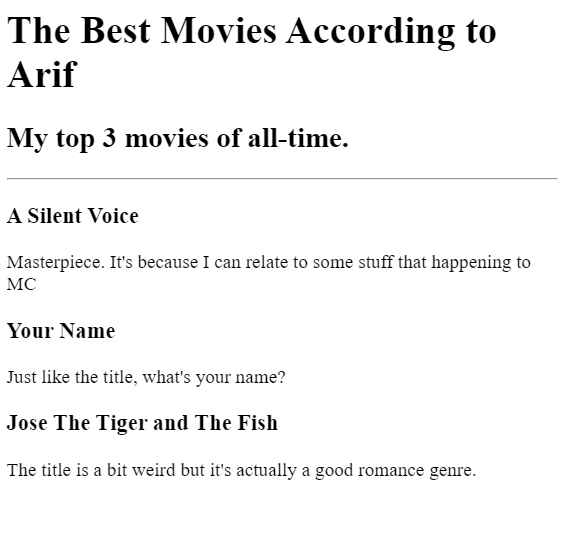 The Best Movies According to
Arif
My top 3 movies of all-time.
A Silent Voice
Masterpiece. It's because I can relate to some stuff that happening to
MC
Your Name
Just like the title, what's your name?
Jose The Tiger and The Fish
The title is a bit weird but it's actually a good romance genre.